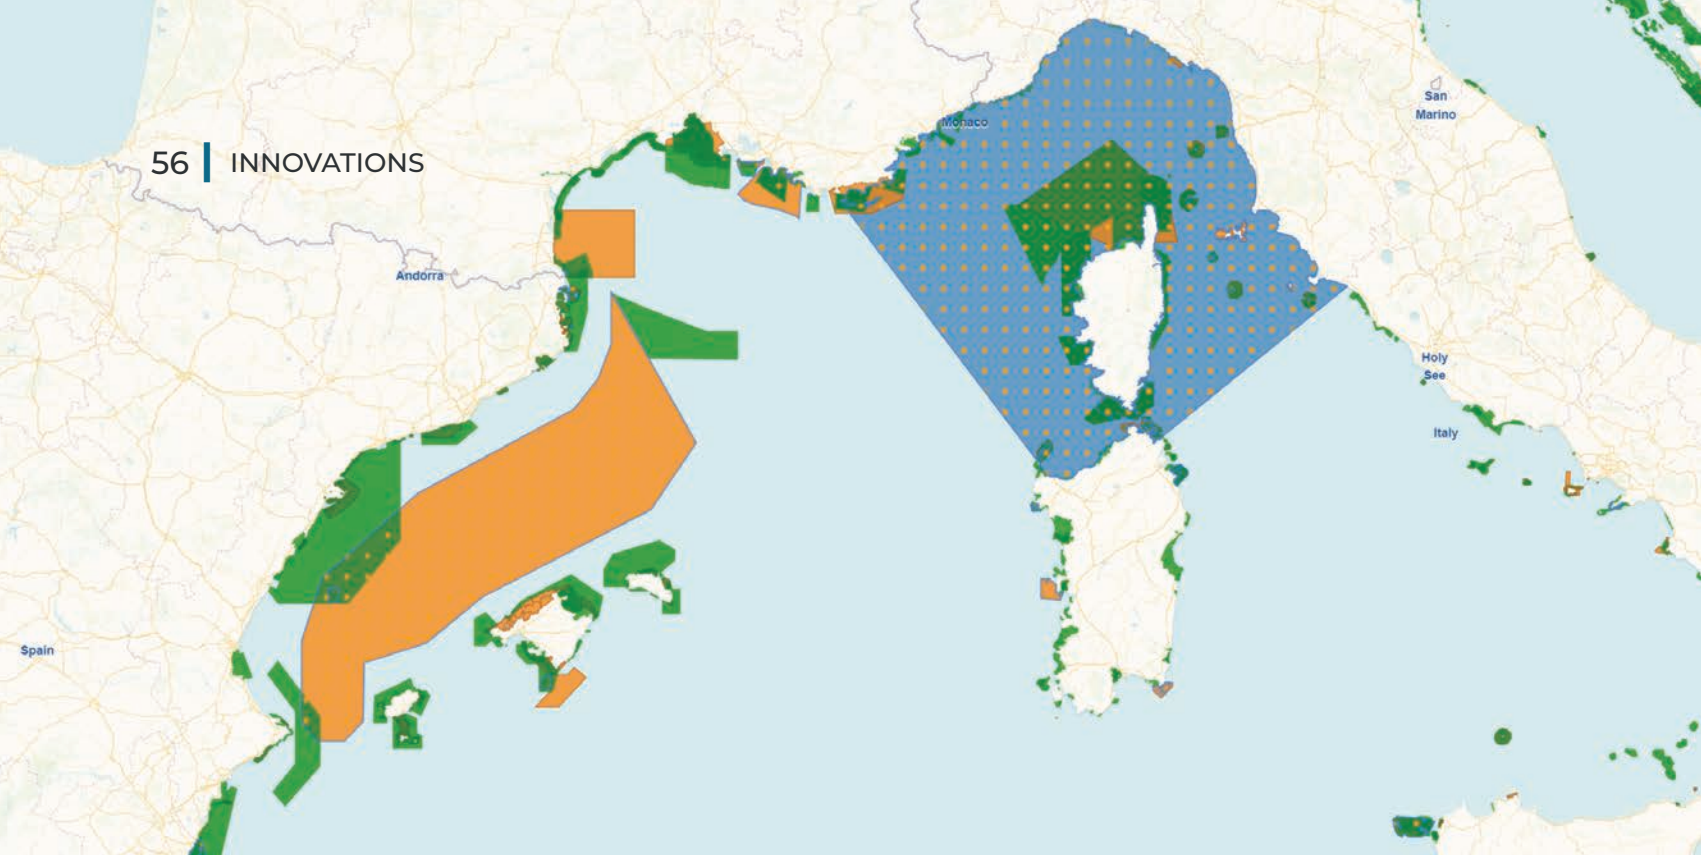 56 | INNOVATIONS
Monaco
San
Marino
Andorra
Holy
See
Italy
Spain